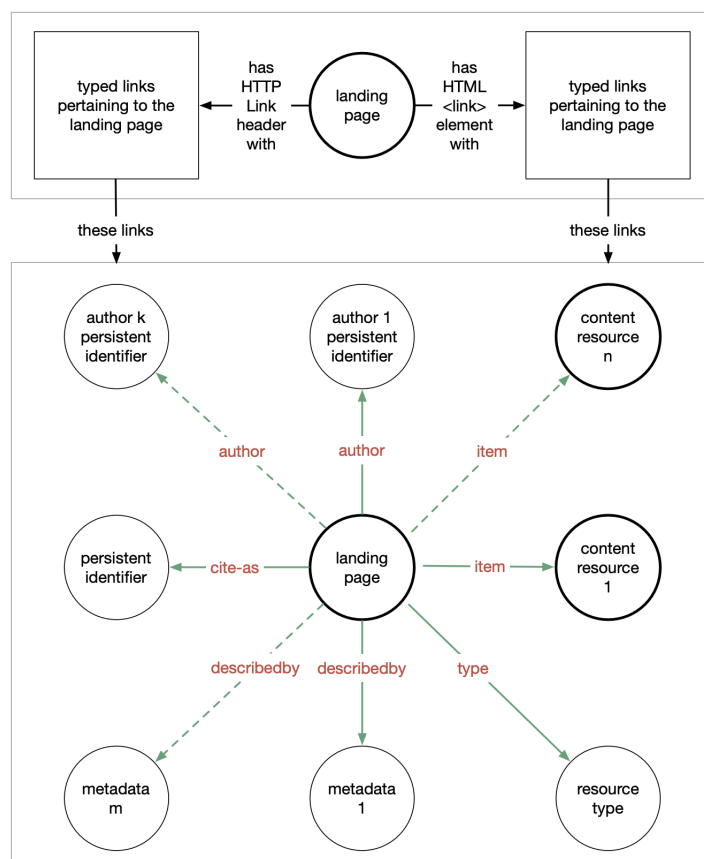 typed links
pertaining to the
landing page
has
HTTP
Link
header
with
landing
page
has
HTML
<link>
element
with
typed links
pertaining to the
landing page
these links
these links
author k
persistent
identifier
author 1
persistent
identifier
content
resource
n
author
author
item
persistent
identifier
cite-as
landing
page
item
content
resource
1
describedby
describedby
type
metadata
m
metadata
1
resource
type